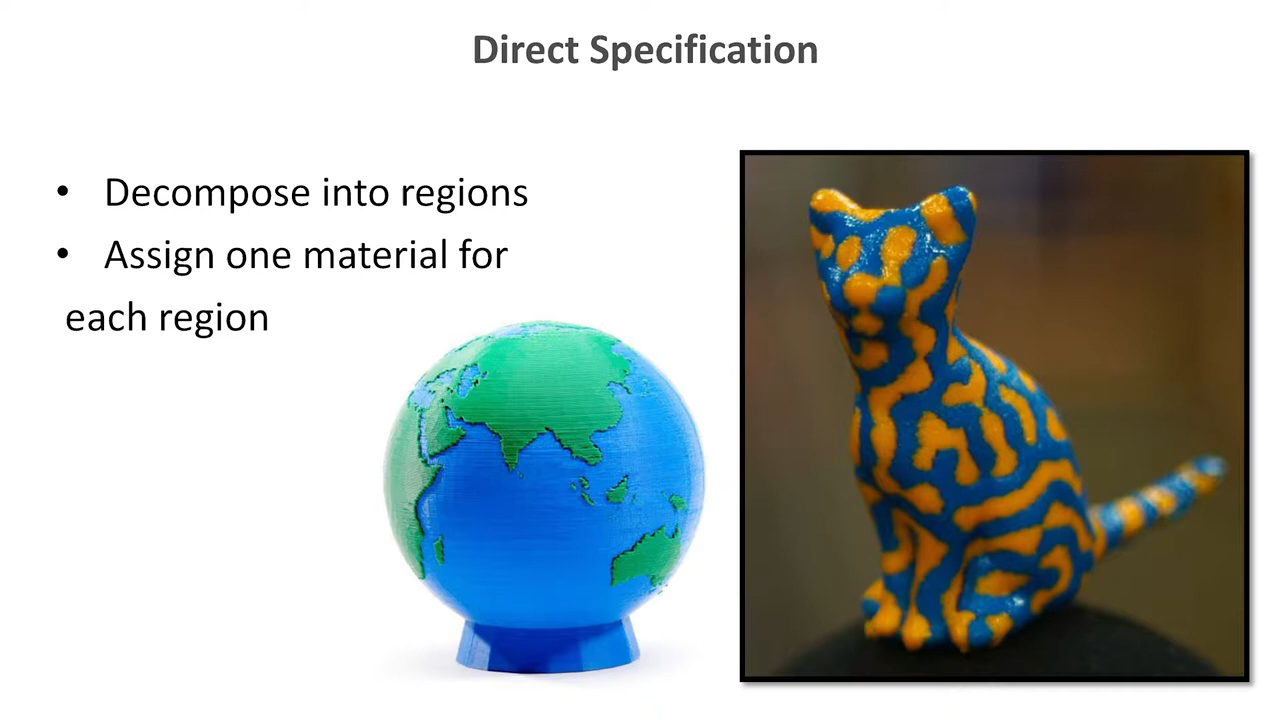 Direct Specification
• Decompose into regions
• Assign one material for
each region